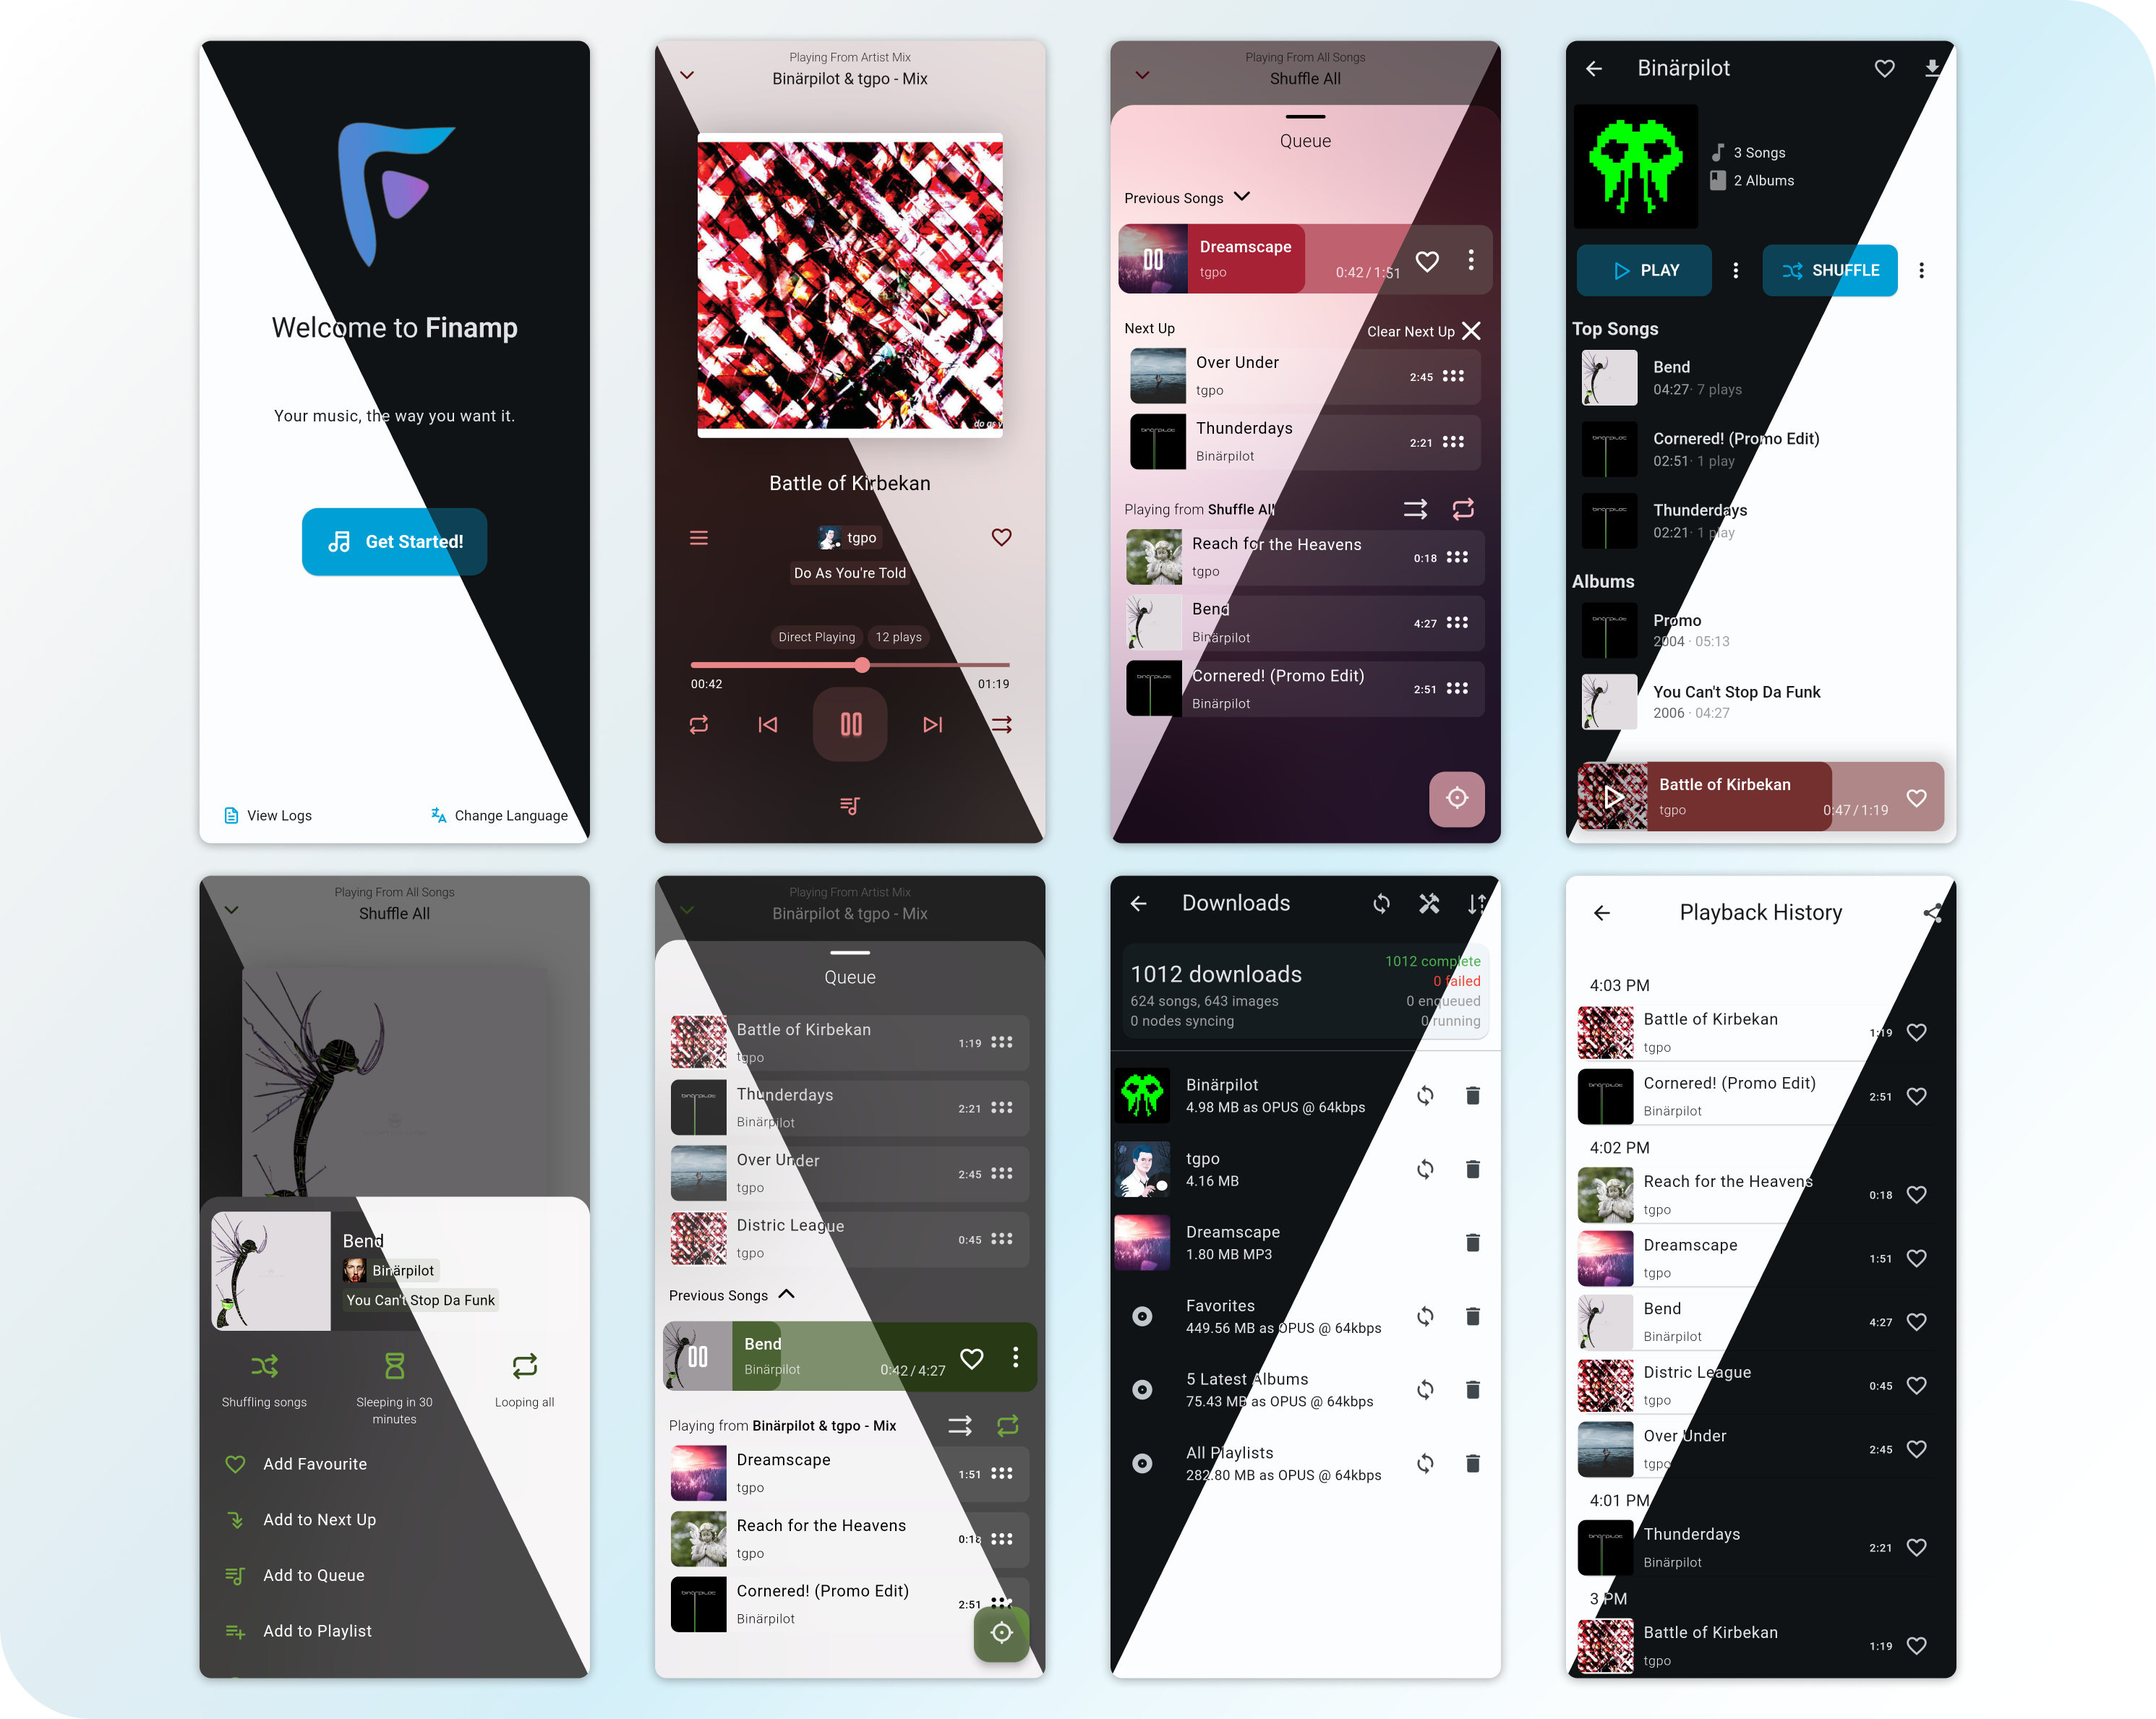 Welcome to Finamp
Your music, the way you want it.
Get Started!
View Logs
Change Language
Playing From Artist Mix
Binärpilot & tgpo - Mix
Battle of Kirbekan
tgpo
Do As You're Told
Direct Playing
12 plays
00:42
01:19
Playing From All Songs
Shuffle All
Queue
Previous Songs
Dreamscape
tgpo
0:42 / 1:51
Next Up
Clear Next Up
Over Under
tgpo
2:45
binärpilot
Thunderdays
Binärpilot
2:21
Playing from Shuffle All
Reach for the Heavens
tgpo
0:18
Bend
Binärpilot
4:27
binärpilot
Cornered! (Promo Edit)
Binärpilot
2:51
Binärpilot
3 Songs
2 Albums
PLAY
SHUFFLE
Top Songs
Bend
04:27 · 7 plays
binärpilot
Cornered! (Promo Edit)
02:51 · 1 play
binärpilot
Thunderdays
02:21 · 1 play
Albums
binärpilot
Promo
2004 · 05:13
You Can't Stop Da Funk
2006 · 04:27
Battle of Kirbekan
tgpo
0:47 / 1:19
Playing From All Songs
Shuffle All
Bend
Binärpilot
You Can't Stop Da Funk
Shuffling songs
Sleeping in 30
minutes
Looping all
Add Favourite
Add to Next Up
Add to Queue
Add to Playlist
Playing From Artist Mix
Binärpilot & tgpo - Mix
Queue
Battle of Kirbekan
tgpo
1:19
binärpilot
Thunderdays
Binärpilot
2:21
Over Under
tgpo
2:45
Distric League
tgpo
0:45
Previous Songs
Bend
Binärpilot
0:42 / 4:27
Playing from Binärpilot & tgpo - Mix
Dreamscape
tgpo
1:51
Reach for the Heavens
tgpo
0:18
binärpilot
Cornered! (Promo Edit)
Binärpilot
2:51
Downloads
1012 downloads
624 songs, 643 images
0 nodes syncing
1012 complete
0 failed
0 enqueued
0 running
Binärpilot
4.98 MB as OPUS @ 64kbps
tgpo
4.16 MB
Dreamscape
1.80 MB MP3
Favorites
449.56 MB as OPUS @ 64kbps
5 Latest Albums
75.43 MB as OPUS @ 64kbps
All Playlists
282.80 MB as OPUS @ 64kbps
Playback History
4:03 PM
Battle of Kirbekan
tgpo
1:19
binärpilot
Cornered! (Promo Edit)
Binärpilot
2:51
4:02 PM
Reach for the Heavens
tgpo
0:18
Dreamscape
tgpo
1:51
Bend
Binärpilot
4:27
Distric League
tgpo
0:45
Over Under
tgpo
2:45
4:01 PM
binärpilot
Thunderdays
Binärpilot
2:21
3 PM
Battle of Kirbekan
tgpo
1:19